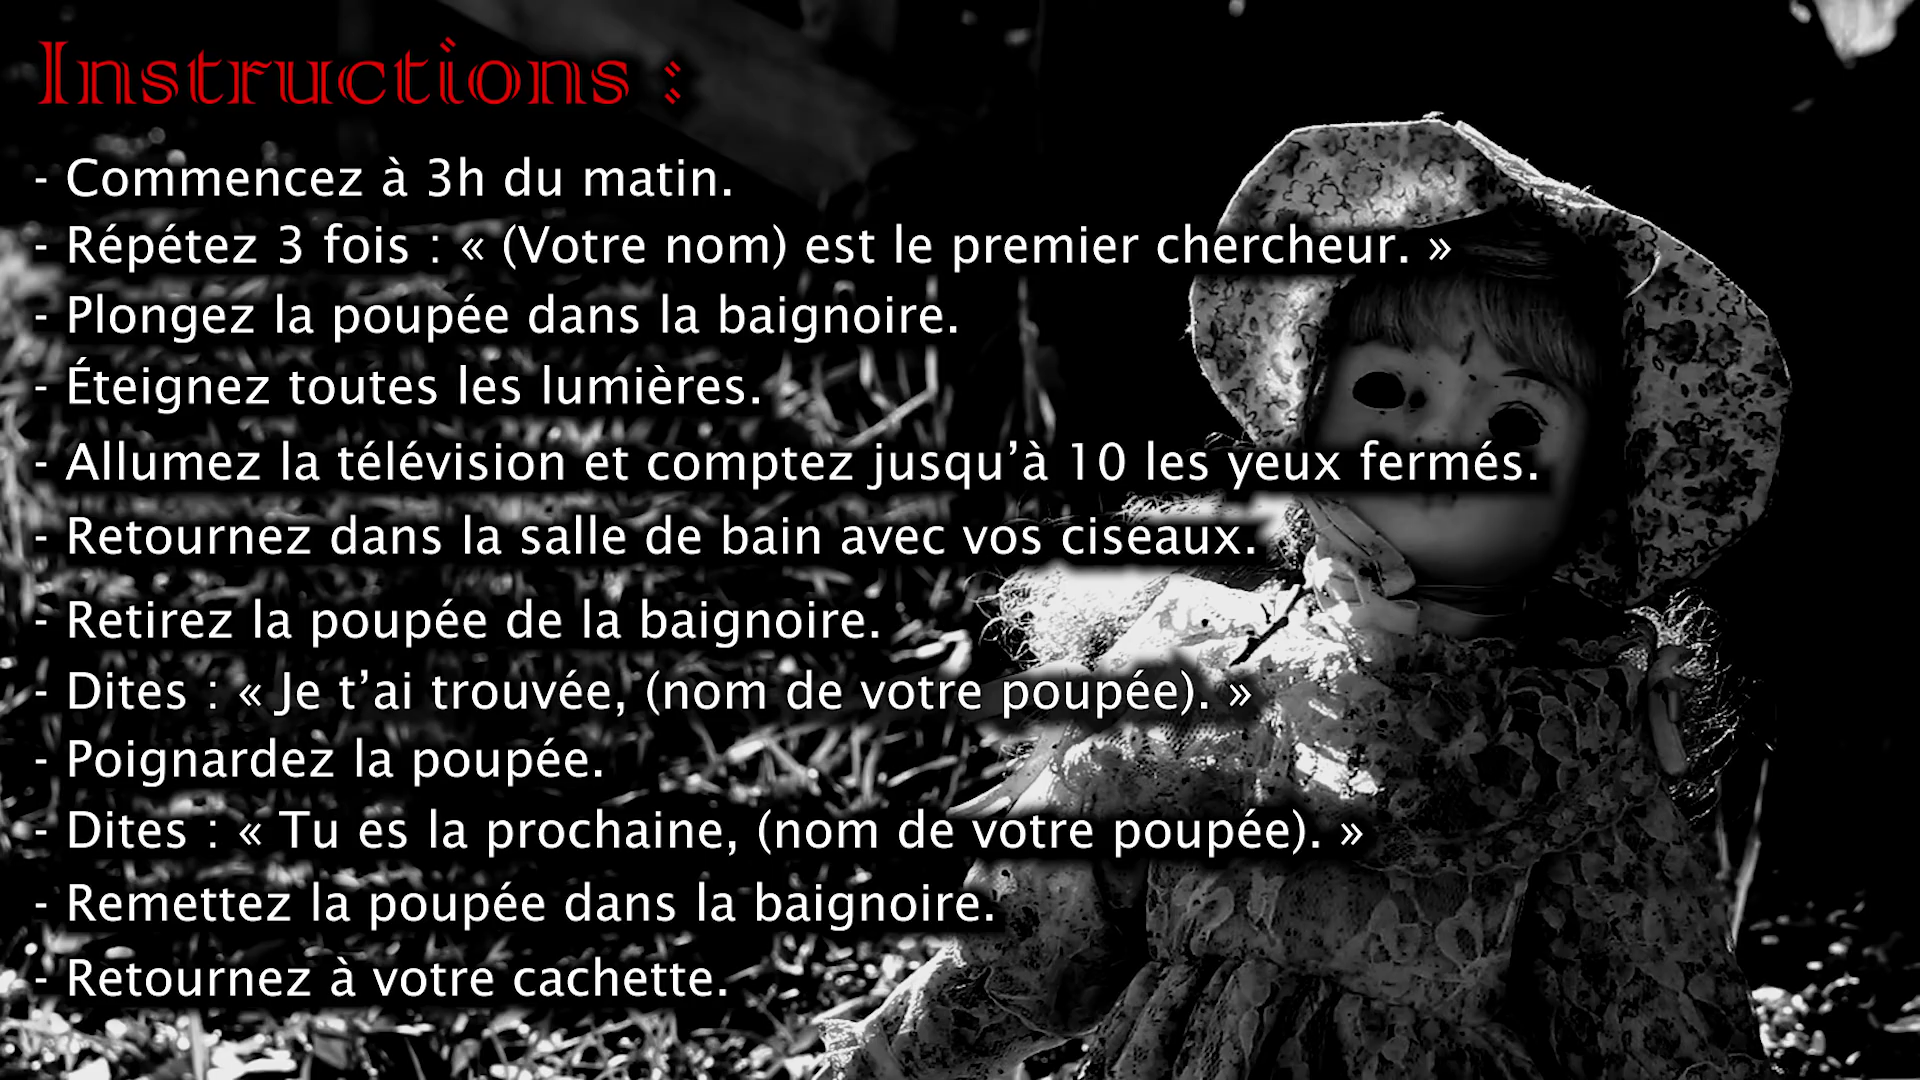 Instructions :
- Commencez à 3h du matin.
- Répétez 3 fois : « (Votre nom) est le premier chercheur. »
- Plongez la poupée dans la baignoire.
- Éteignez toutes les lumières.
- Allumez la télévision et comptez jusqu’à 10 les yeux fermés.
- Retournez dans la salle de bain avec vos ciseaux.
- Retirez la poupée de la baignoire.
- Dites : « Je t’ai trouvée, (nom de votre poupée). »
- Poignardez la poupée.
- Dites : « Tu es la prochaine, (nom de votre poupée). »
- Remettez la poupée dans la baignoire.
- Retournez à votre cachette.